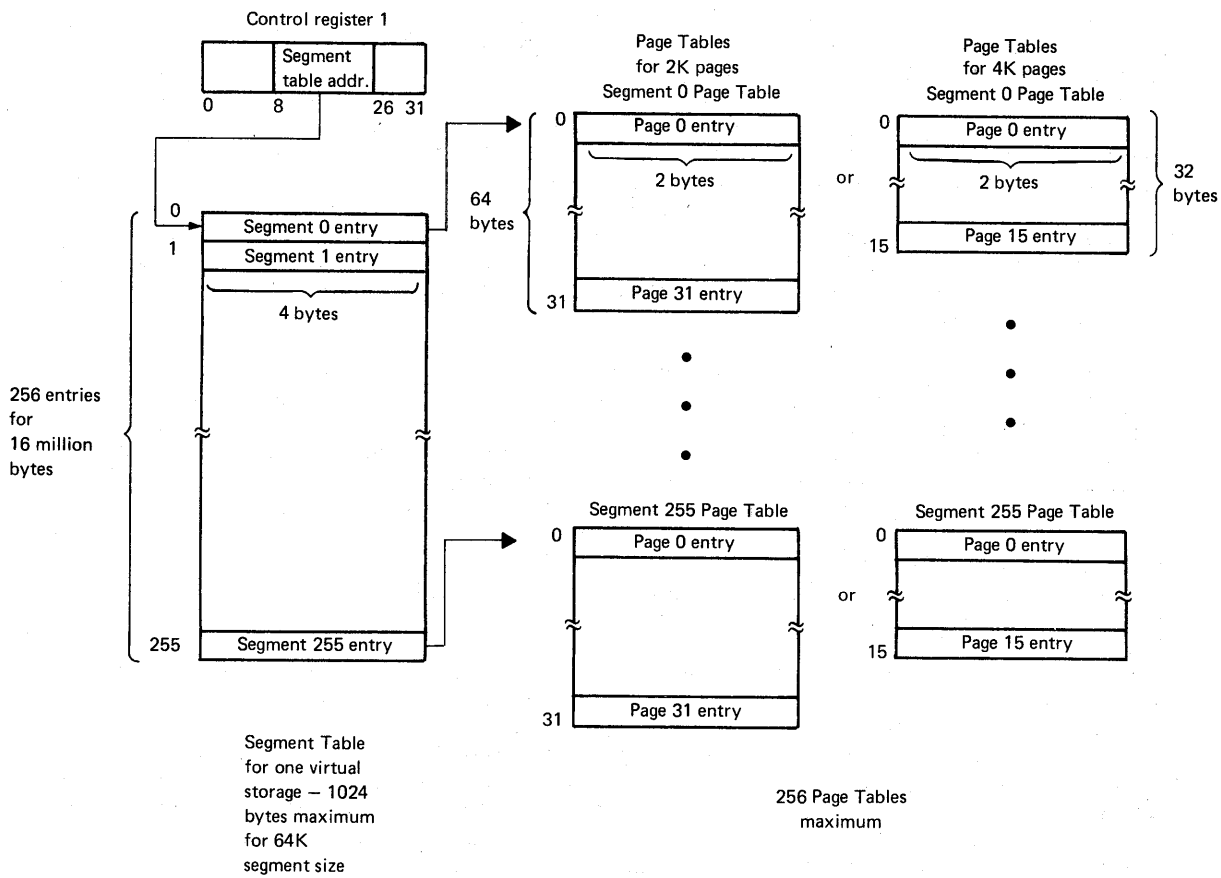 Control register 1
Segment
table addr.
0 8 26 31
0
Segment 0 entry
1
Segment 1 entry
4 bytes
256 entries
for
16 million
bytes
255
Segment 255 entry
Segment Table
for one virtual
storage – 1024
bytes maximum
for 64K
segment size
Page Tables
for 2K pages
Segment 0 Page Table
0
Page 0 entry
2 bytes
64
bytes
31
Page 31 entry
or
Page Tables
for 4K pages
Segment 0 Page Table
0
Page 0 entry
2 bytes
32
bytes
15
Page 15 entry
Segment 255 Page Table
0
Page 0 entry
31
Page 31 entry
or
Segment 255 Page Table
0
Page 0 entry
15
Page 15 entry
256 Page Tables
maximum